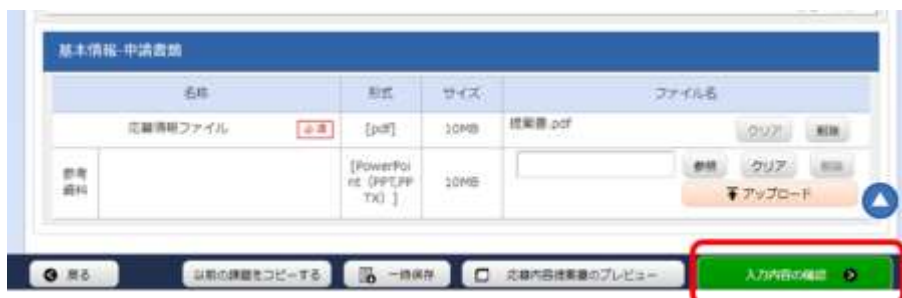 基本情報-申請書類
名称 形式 サイズ ファイル名
応募情報ファイル 必須 [pdf] 10MB 提案書.pdf クリア 削除
参考資料 [PowerPoi
nt (PPT,PP
TX) ] 10MB 参照 クリア 削除
アップロード
戻る 以前の課題をコピーする 一時保存 応募内容提案書のプレビュー 入力内容の確認